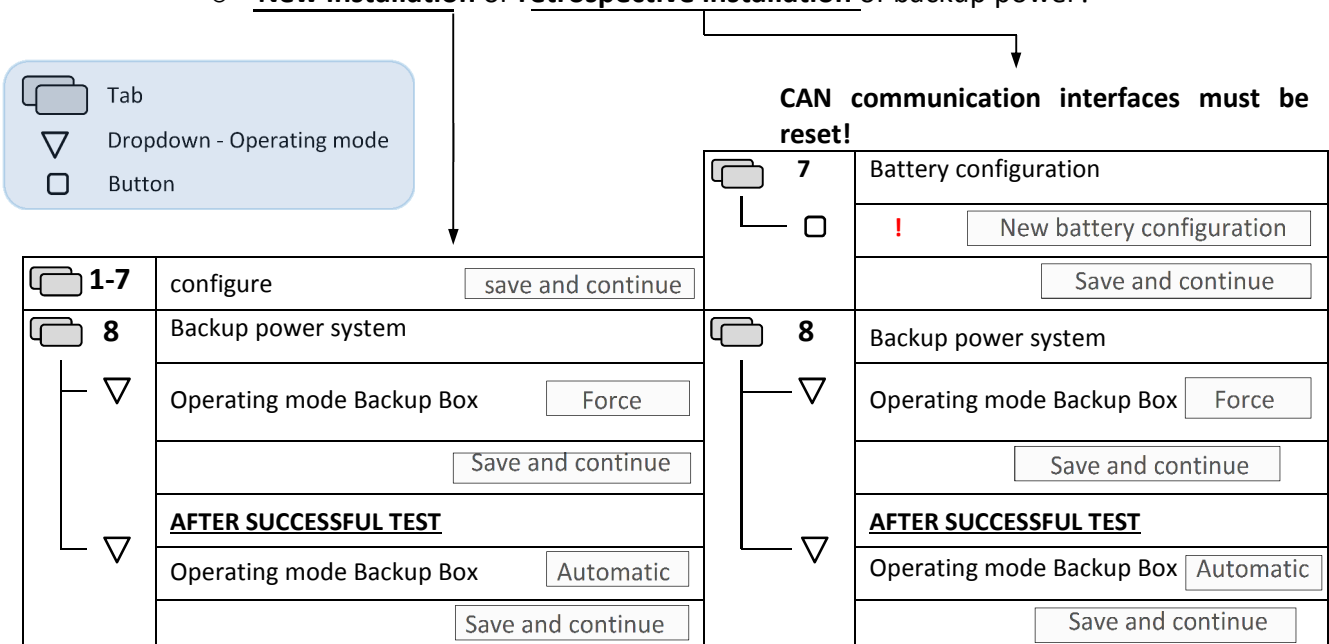 New installation or retrospective installation of backup power?
Tab
Dropdown - Operating mode
Button
CAN communication interfaces must be
reset!
7 Battery configuration
! New battery configuration
Save and continue
1-7 configure save and continue
8 Backup power system
Operating mode Backup Box Force
Save and continue
AFTER SUCCESSFUL TEST
Operating mode Backup Box Automatic
Save and continue
8 Backup power system
Operating mode Backup Box Force
Save and continue
AFTER SUCCESSFUL TEST
Operating mode Backup Box Automatic
Save and continue